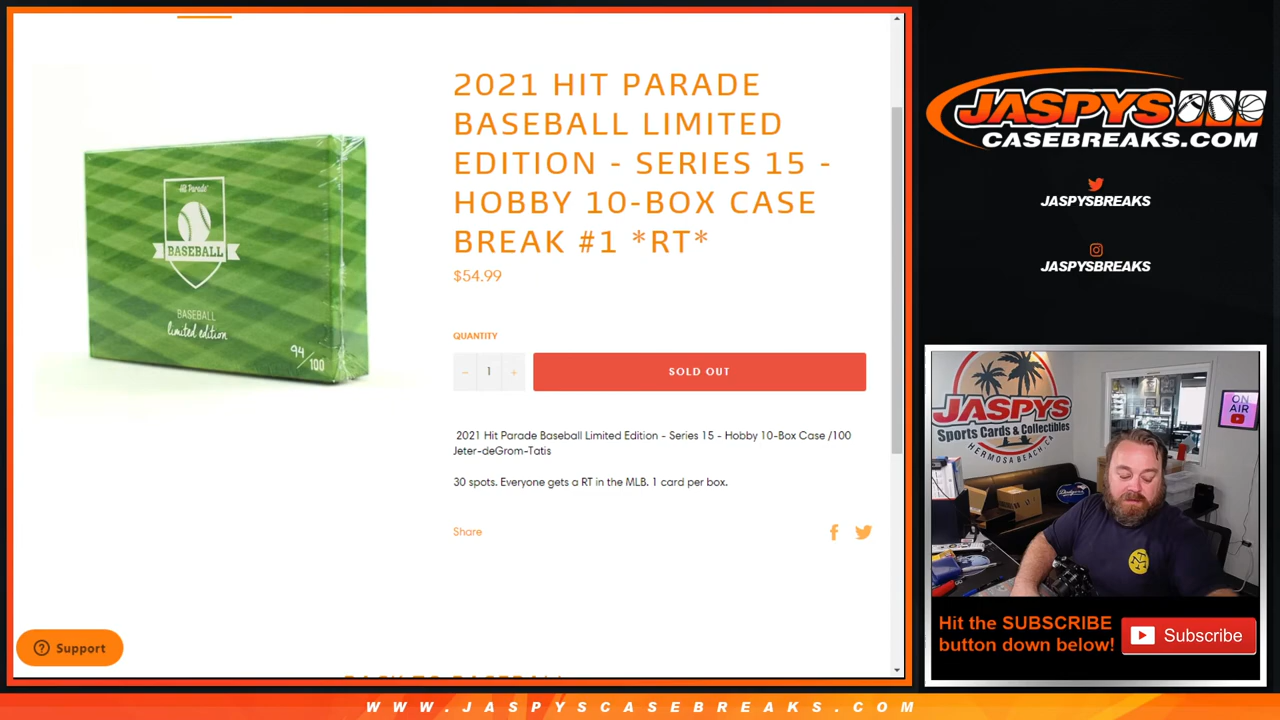 2021 HIT PARADE
BASEBALL LIMITED
EDITION - SERIES 15 -
HOBBY 10-BOX CASE
BREAK #1 *RT*
$54.99
QUANTITY
− 1 +
SOLD OUT
2021 Hit Parade Baseball Limited Edition - Series 15 - Hobby 10-Box Case /100
Jeter-deGrom-Tatis
30 spots. Everyone gets a RT in the MLB. 1 card per box.
Share
Support
Hit Parade
BASEBALL
BASEBALL
limited edition
94/100
JASPYS
CASEBREAKS.COM
JASPYSBREAKS
JASPYSBREAKS
JASPYS
Sports Cards & Collectibles
HERMOSA BEACH, CA
ON
AIR
Dodgers
Hit the SUBSCRIBE
button down below!
Subscribe
WWW.JASPYSCASEBREAKS.COM